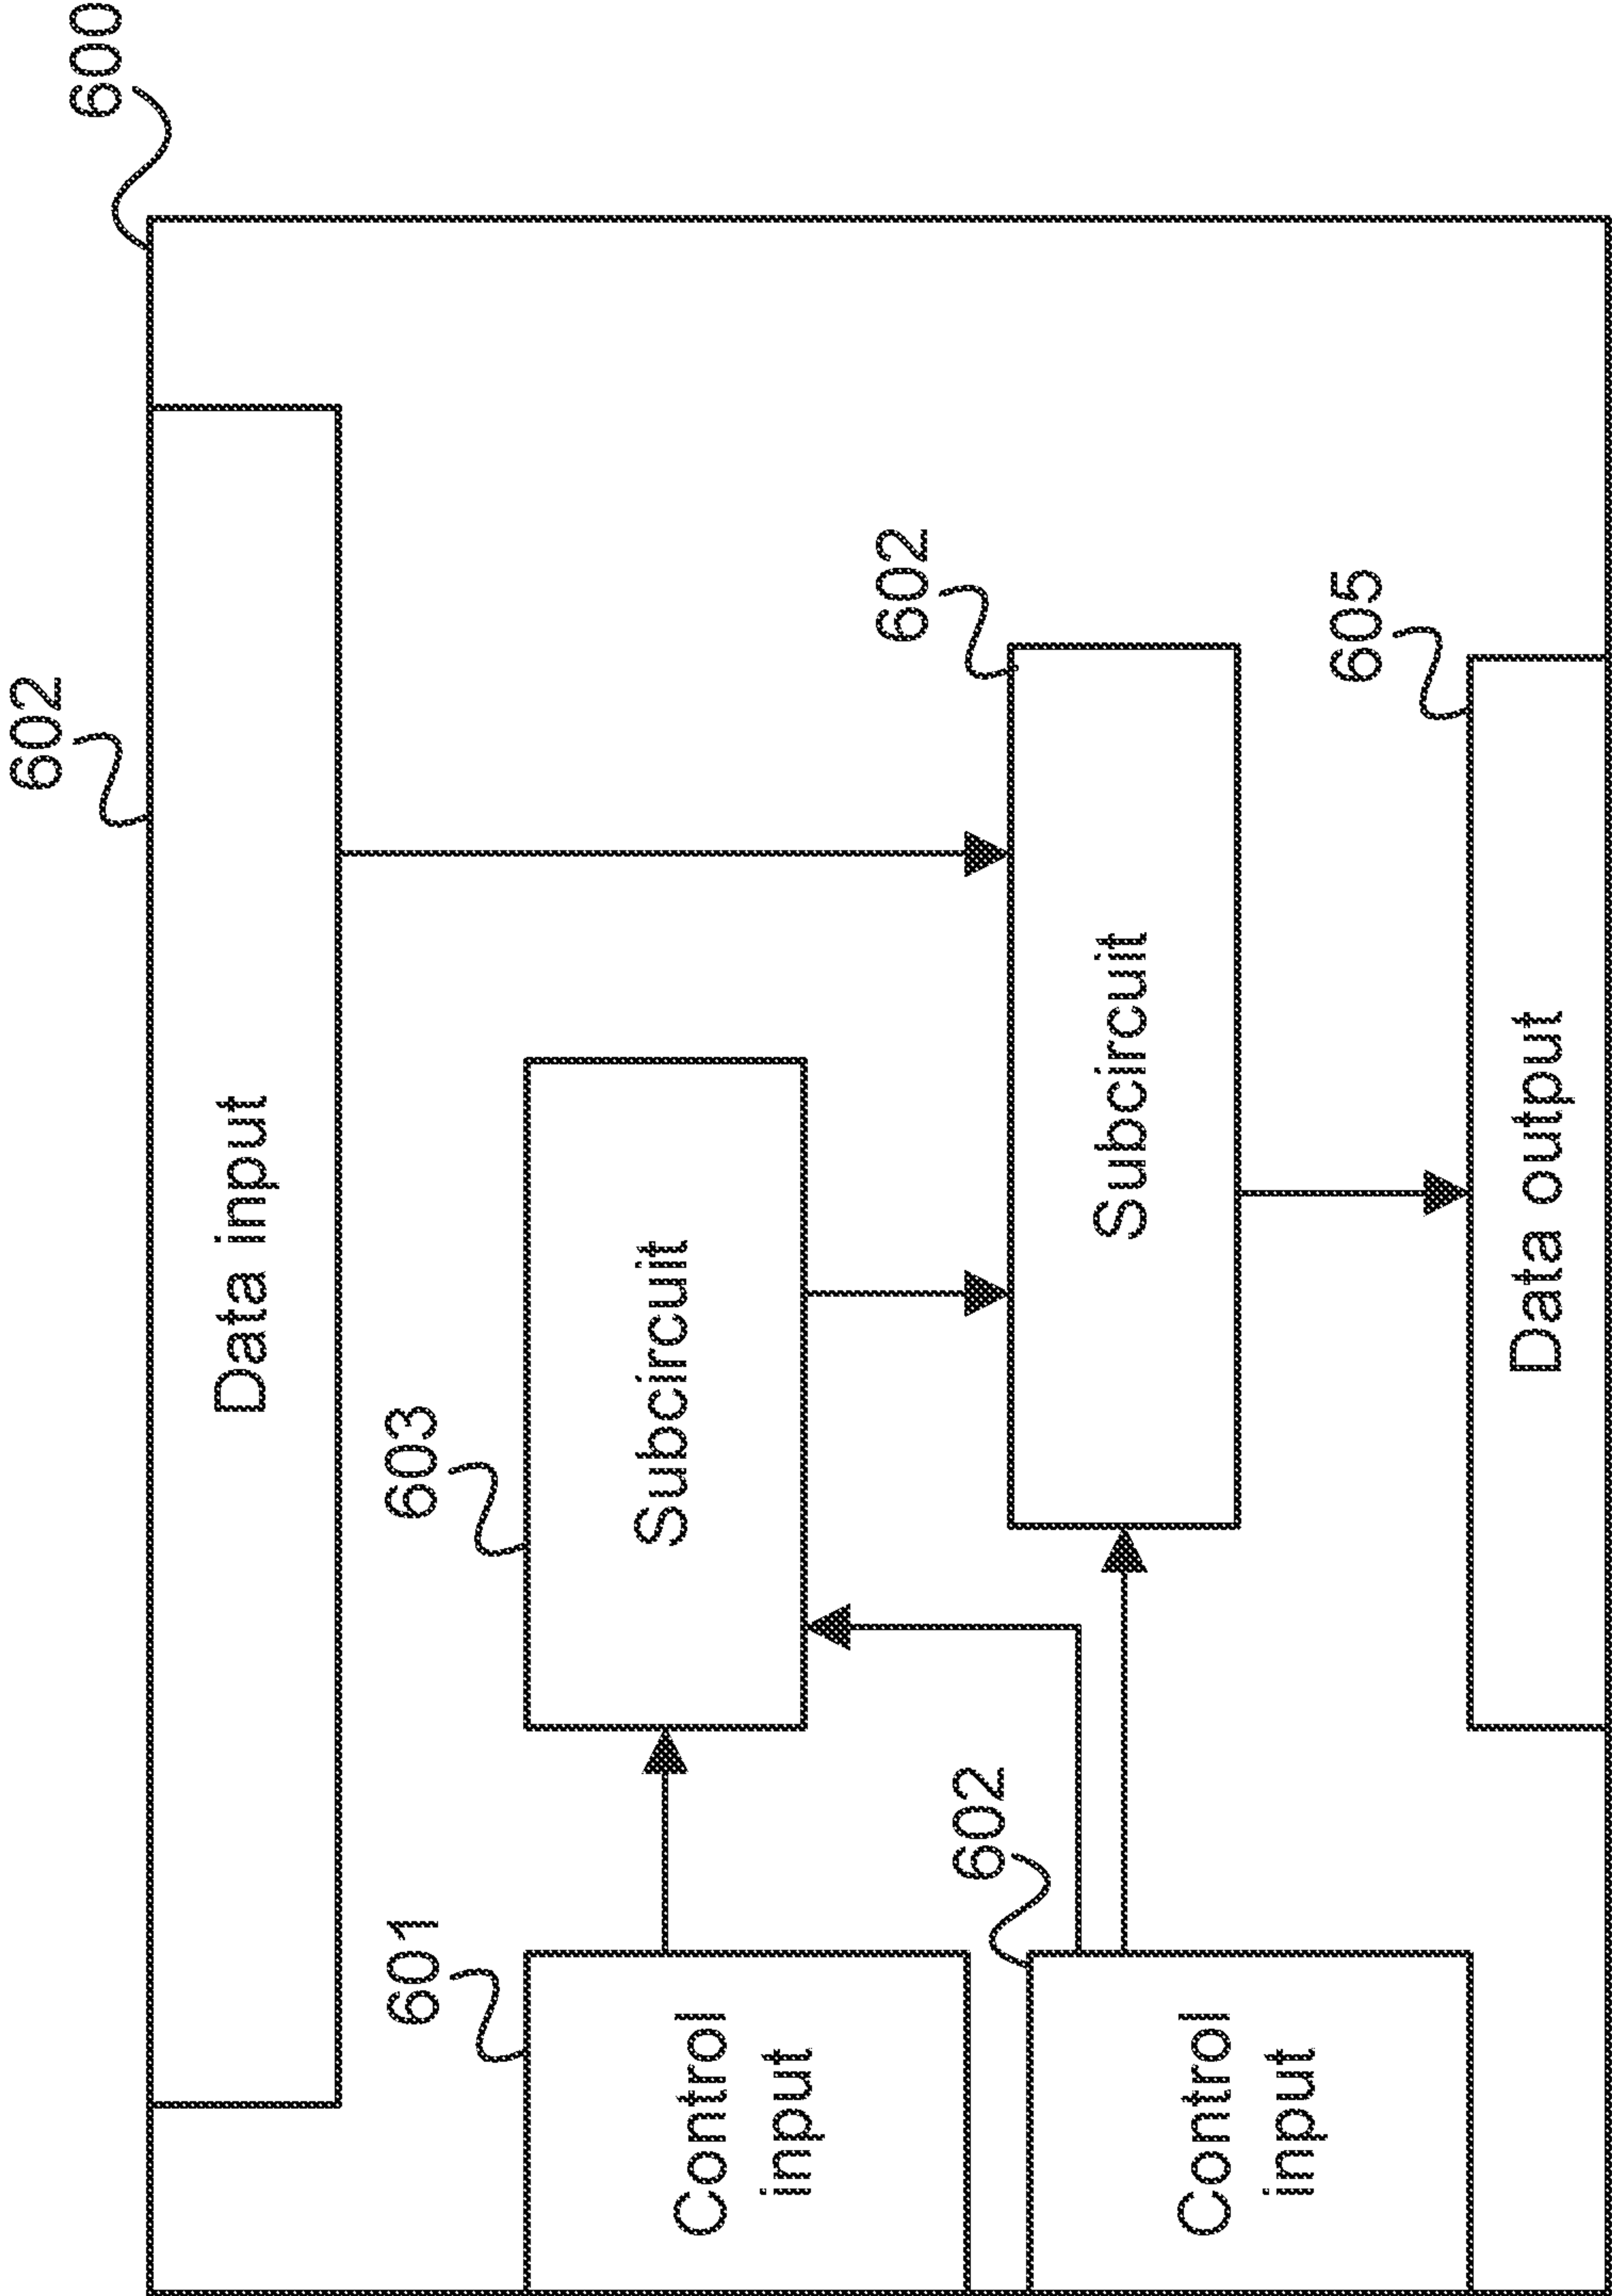 602
600
Data input
601
603
Control
input
Subcircuit
602
602
Subcircuit
Control
input
605
Data output